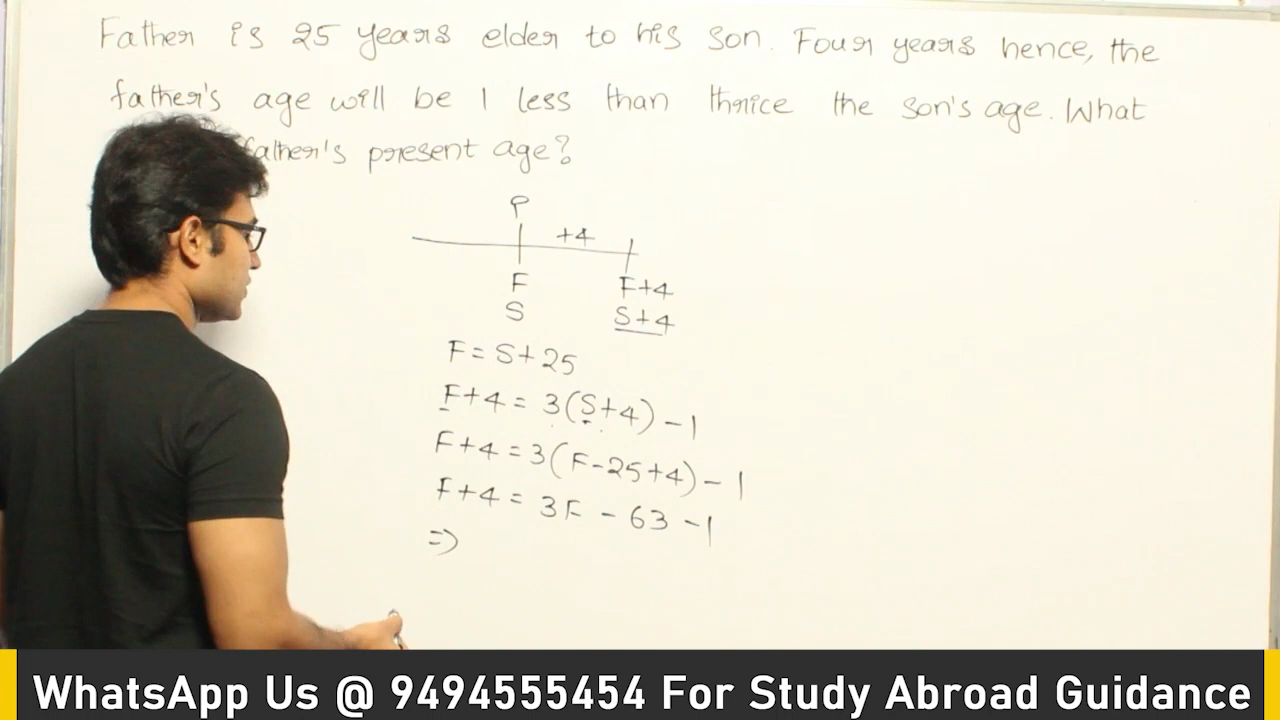 Father is 25 years elder to his son. Four years hence, the
father's age will be 1 less than thrice the son's age. What
father's present age?
P
+4
F F+4
S S+4
F = S+25
F+4 = 3(S+4) - 1
F+4 = 3(F-25+4) - 1
F+4 = 3F - 63 - 1
=>
WhatsApp Us @ 9494555454 For Study Abroad Guidance